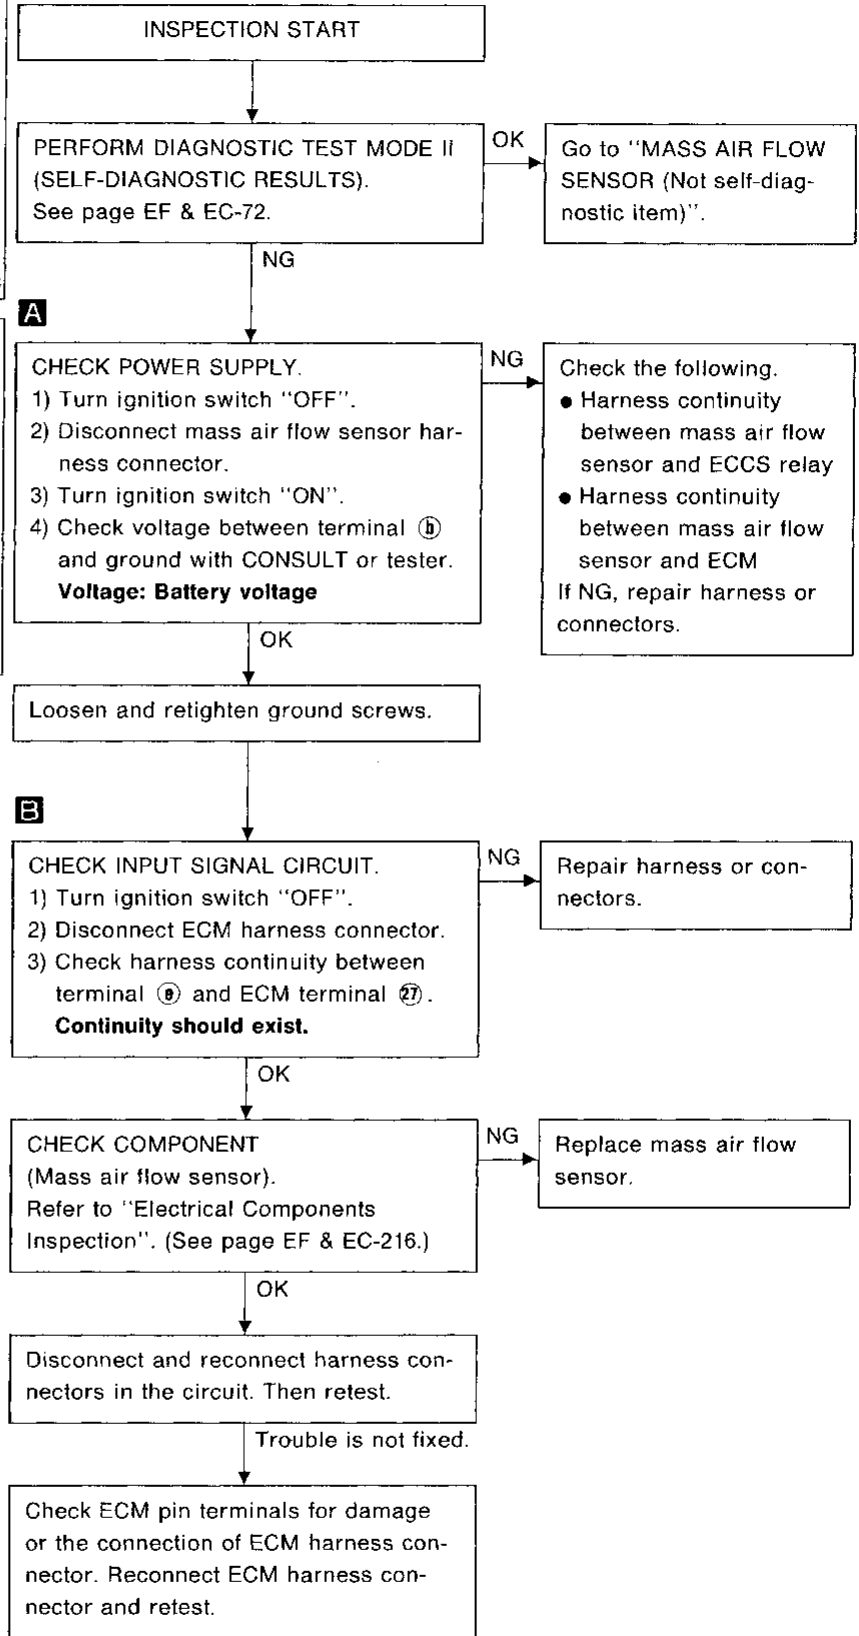 INSPECTION START
PERFORM DIAGNOSTIC TEST MODE II
(SELF-DIAGNOSTIC RESULTS).
See page EF & EC-72.
OK
Go to "MASS AIR FLOW
SENSOR (Not self-diag-
nostic item)".
NG
A
CHECK POWER SUPPLY.
1) Turn ignition switch "OFF".
2) Disconnect mass air flow sensor har-
ness connector.
3) Turn ignition switch "ON".
4) Check voltage between terminal ⓑ
and ground with CONSULT or tester.
Voltage: Battery voltage
NG
Check the following.
● Harness continuity
between mass air flow
sensor and ECCS relay
● Harness continuity
between mass air flow
sensor and ECM
If NG, repair harness or
connectors.
OK
Loosen and retighten ground screws.
B
CHECK INPUT SIGNAL CIRCUIT.
1) Turn ignition switch "OFF".
2) Disconnect ECM harness connector.
3) Check harness continuity between
terminal ⓔ and ECM terminal ㉗.
Continuity should exist.
NG
Repair harness or con-
nectors.
OK
CHECK COMPONENT
(Mass air flow sensor).
Refer to "Electrical Components
Inspection". (See page EF & EC-216.)
NG
Replace mass air flow
sensor.
OK
Disconnect and reconnect harness con-
nectors in the circuit. Then retest.
Trouble is not fixed.
Check ECM pin terminals for damage
or the connection of ECM harness con-
nector. Reconnect ECM harness con-
nector and retest.